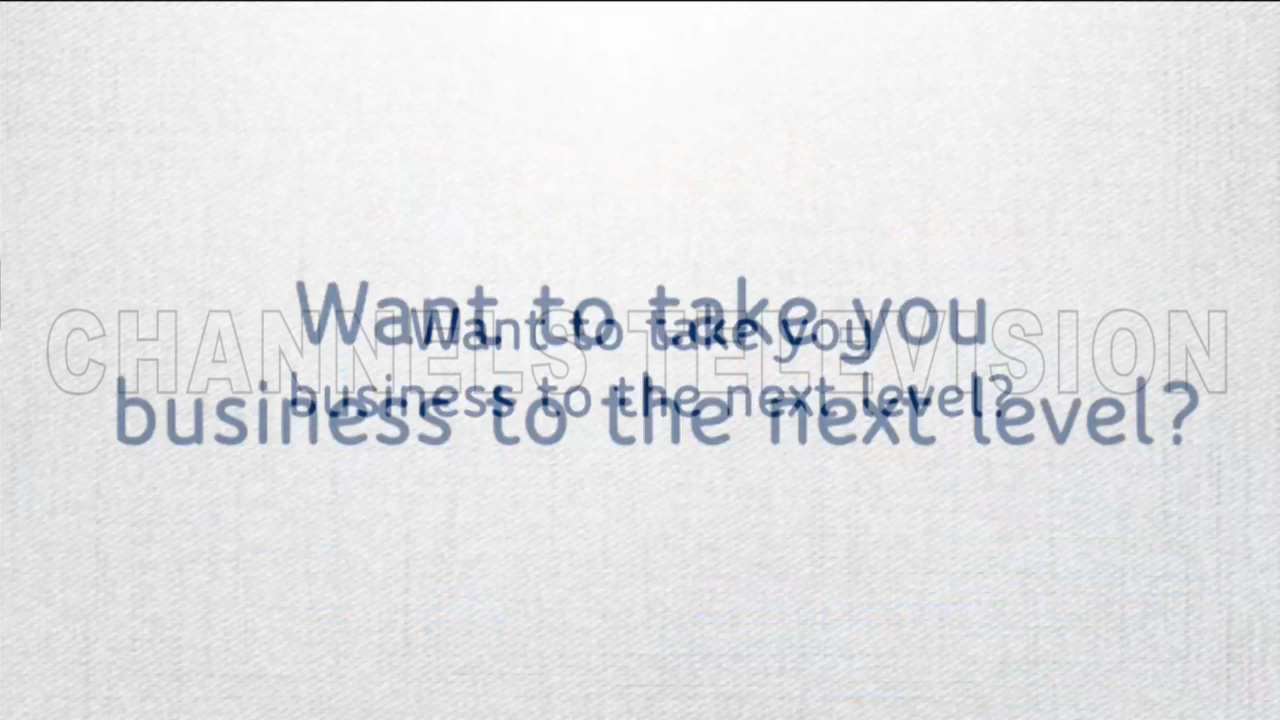 Want to take you
business to the next level?
Want to take you
business to the next level?
CHANNELS TELEVISION